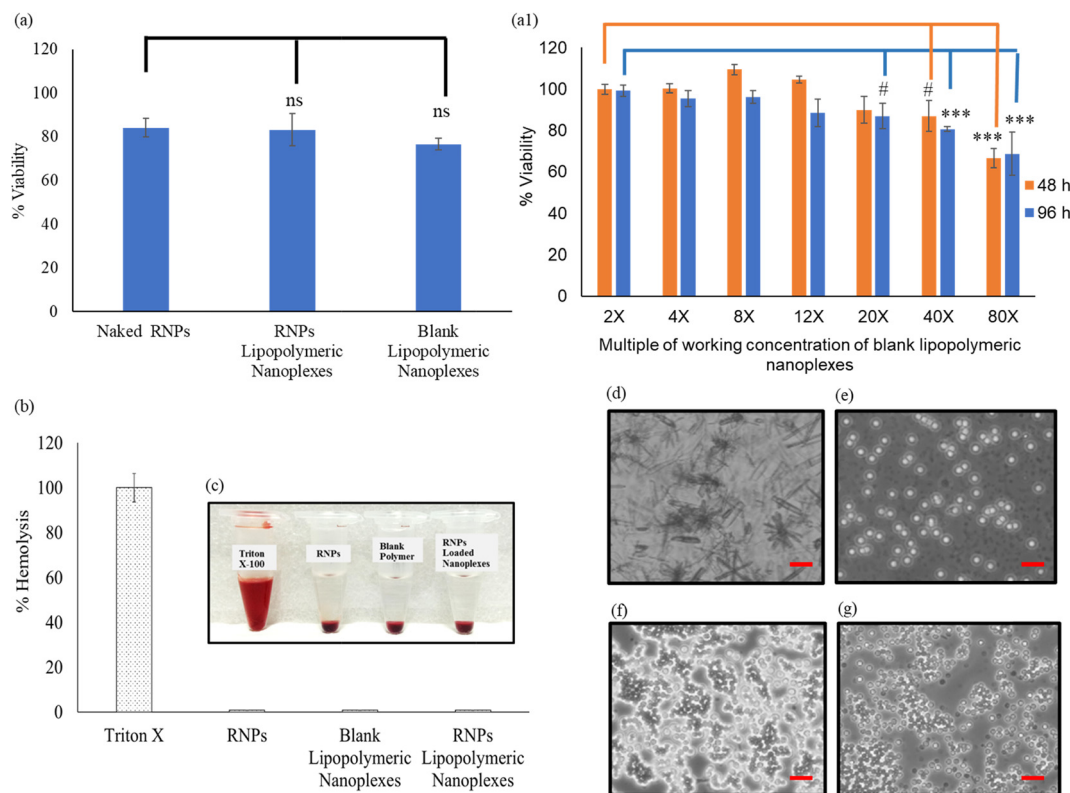 (a)
120
100
80
60
40
20
0
% Viability
ns
ns
Naked RNPs
RNPs
Lipopolymeric
Nanoplexes
Blank
Lipopolymeric
Nanoplexes
(a1)
120
100
80
60
40
20
0
% Viability
#
#
***
***
***
48 h
96 h
2X 4X 8X 12X 20X 40X 80X
Multiple of working concentration of blank lipopolymeric
nanoplexes
(b)
120
100
80
60
40
20
0
% Hemolysis
(c)
Triton
X-100
RNPs
Blank
Polymer
RNPs
Loaded
Nanoplexes
Triton X
RNPs
Blank
Lipopolymeric
Nanoplexes
RNPs
Lipopolymeric
Nanoplexes
(d)
(e)
(f)
(g)